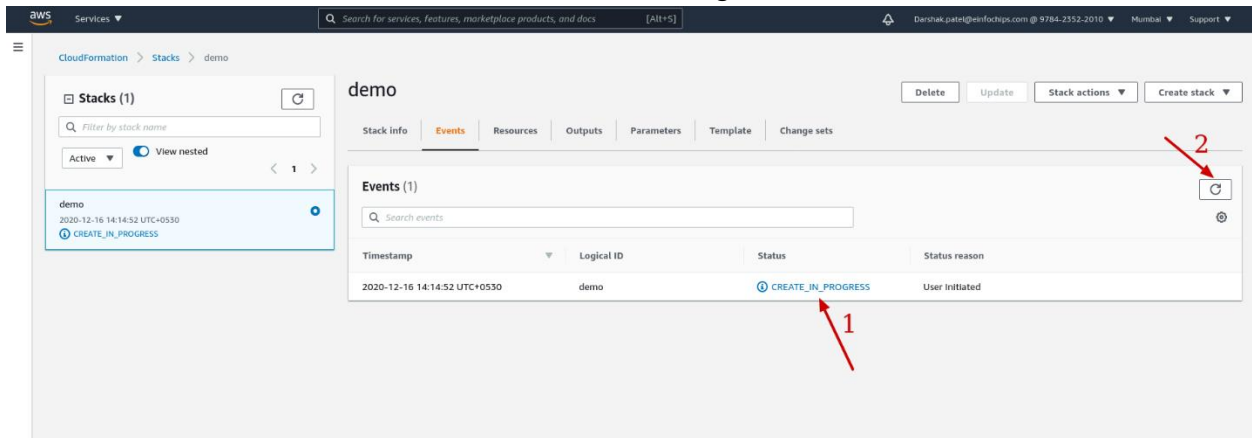 aws Services ▼ Search for services, features, marketplace products, and docs [Alt+S] Darshak.patel@einfochips.com @ 9784-2352-2010 ▼ Mumbai ▼ Support ▼
CloudFormation > Stacks > demo
Stacks (1)
Filter by stock name
Active ▼ View nested
< 1 >
demo
2020-12-16 14:14:52 UTC+0530
CREATE_IN_PROGRESS
demo
Delete Update Stack actions ▼ Create stack ▼
Stack info Events Resources Outputs Parameters Template Change sets
2
Events (1)
Search events
Timestamp ▼ Logical ID Status Status reason
2020-12-16 14:14:52 UTC+0530 demo CREATE_IN_PROGRESS User Initiated
1